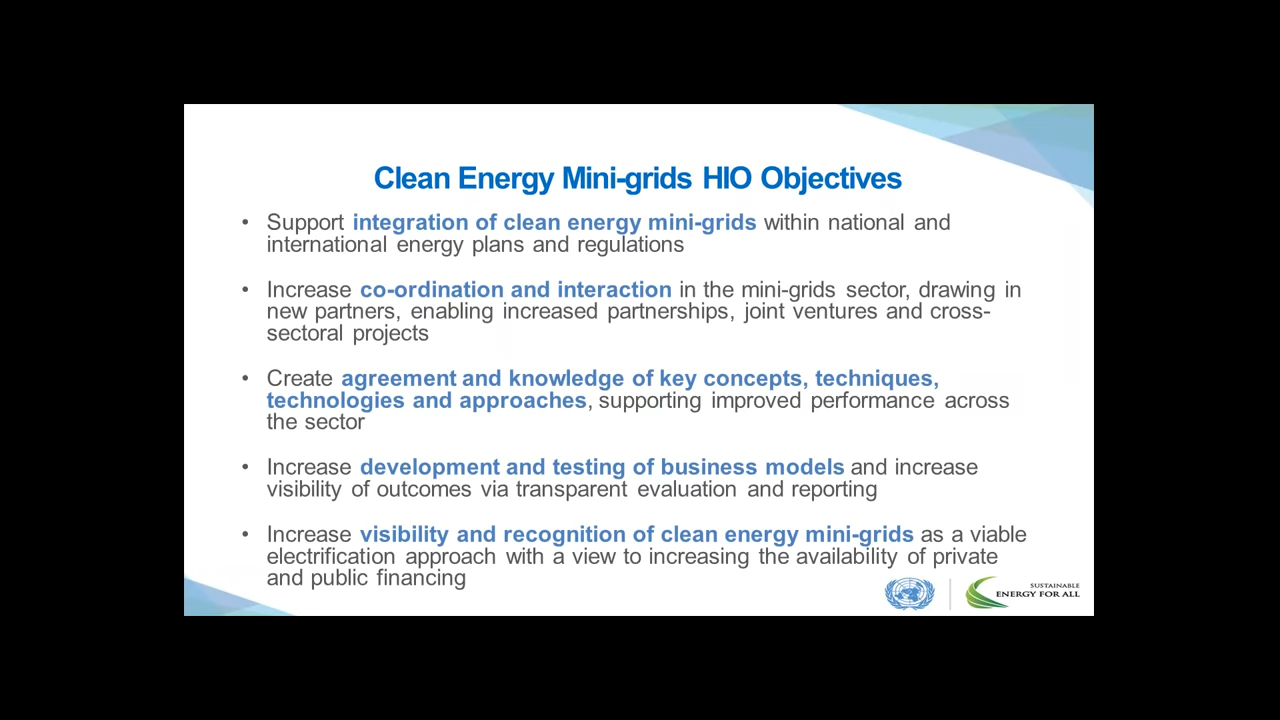 Clean Energy Mini-grids HIO Objectives
• Support integration of clean energy mini-grids within national and
international energy plans and regulations
• Increase co-ordination and interaction in the mini-grids sector, drawing in
new partners, enabling increased partnerships, joint ventures and cross-
sectoral projects
• Create agreement and knowledge of key concepts, techniques,
technologies and approaches, supporting improved performance across
the sector
• Increase development and testing of business models and increase
visibility of outcomes via transparent evaluation and reporting
• Increase visibility and recognition of clean energy mini-grids as a viable
electrification approach with a view to increasing the availability of private
and public financing
SUSTAINABLE
ENERGY FOR ALL